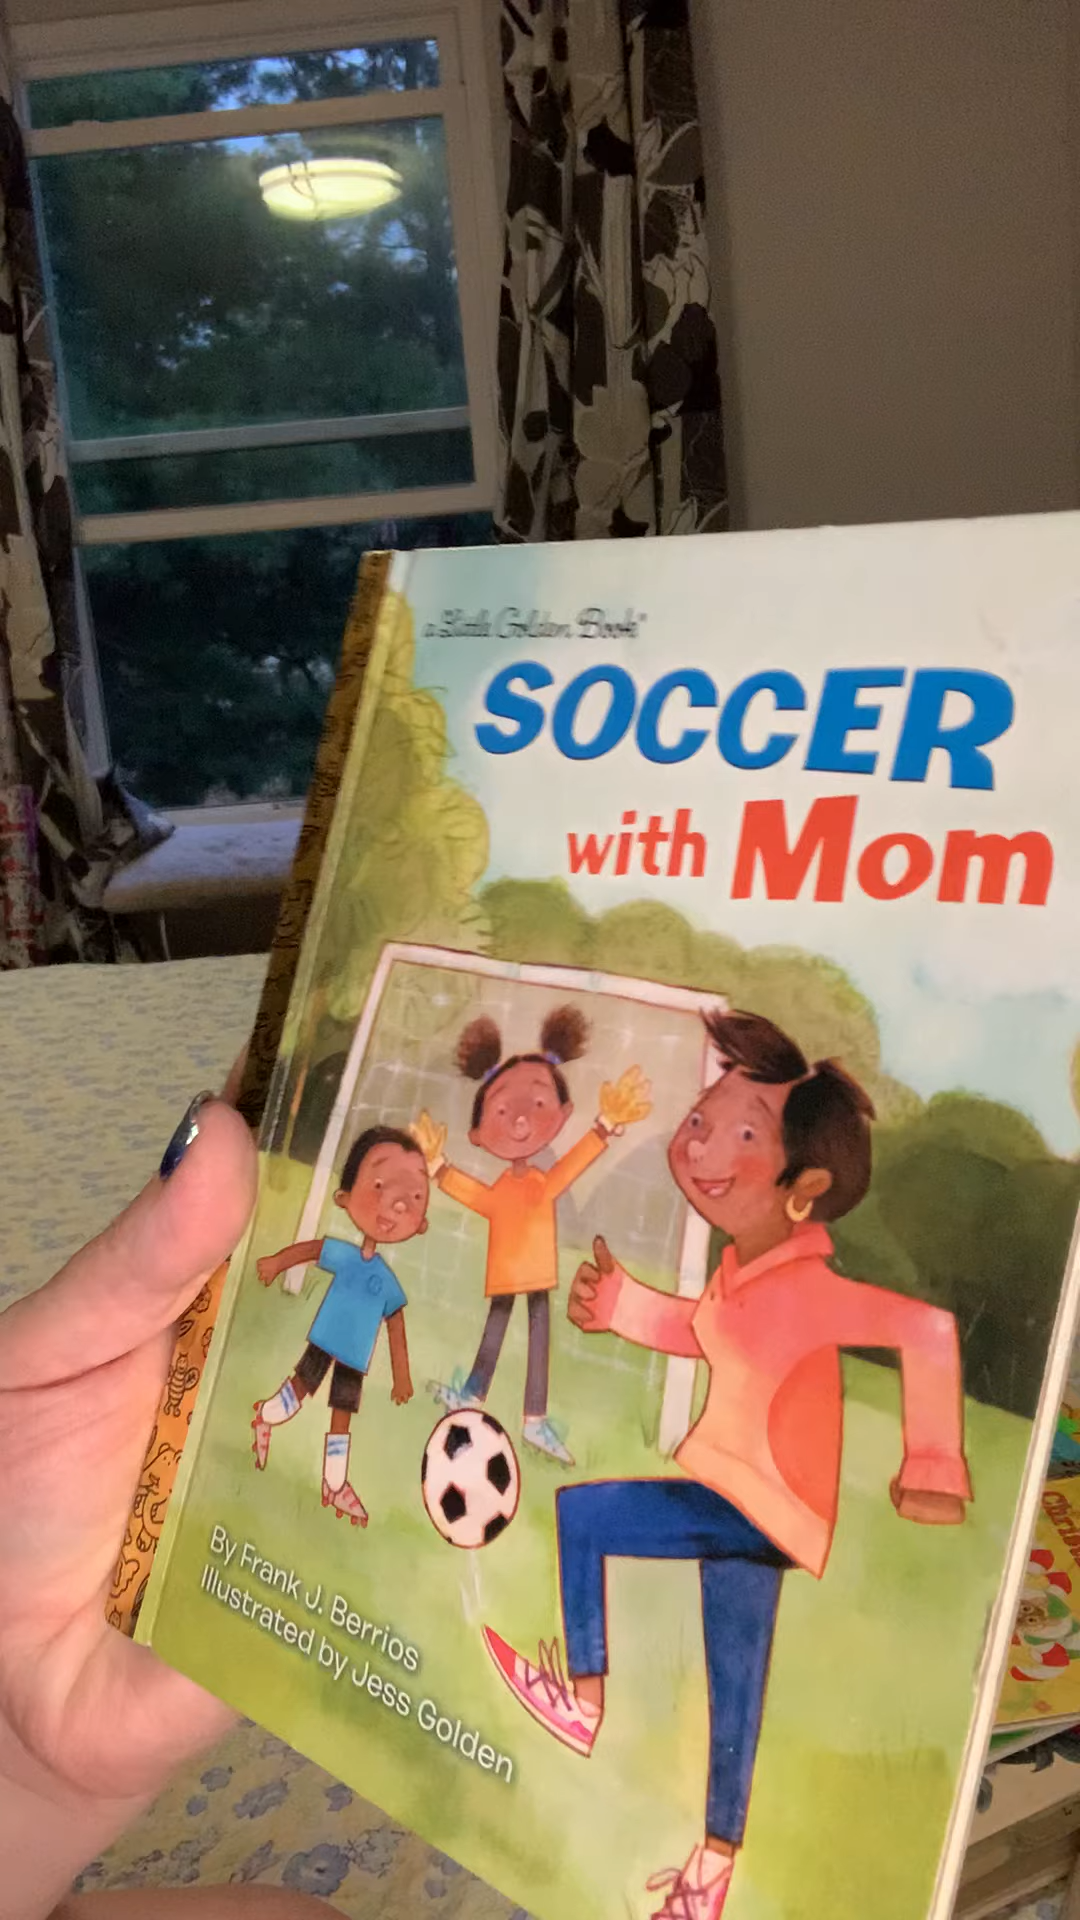 a Little Golden Book®
SOCCER
with Mom
By Frank J. Berrios
Illustrated by Jess Golden